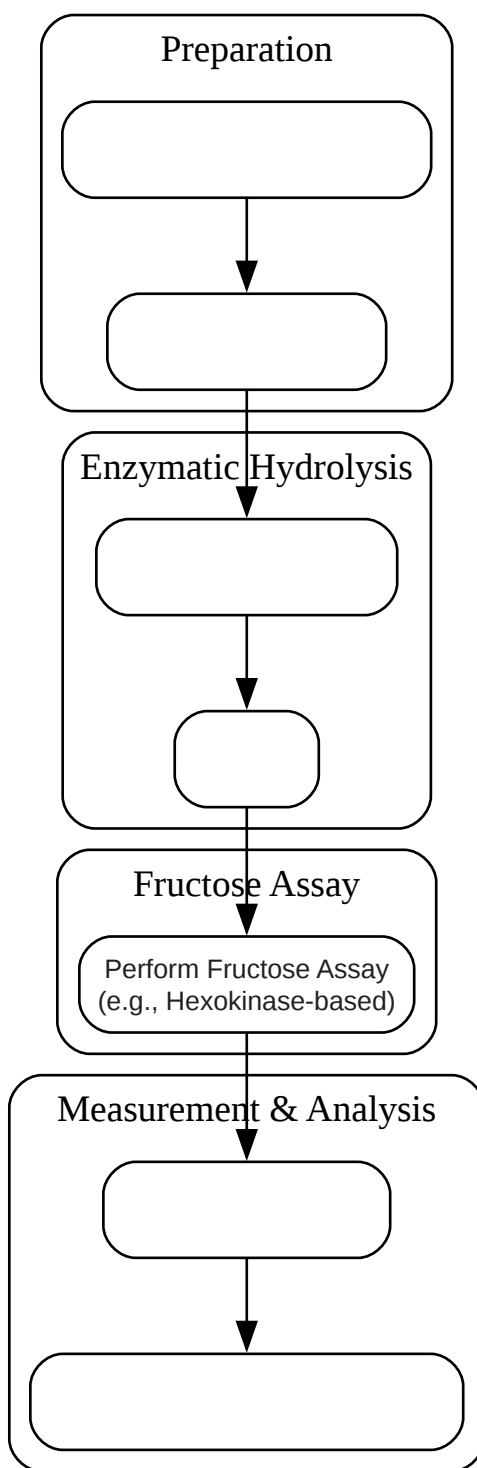 Preparation
Enzymatic Hydrolysis
Fructose Assay
Perform Fructose Assay
(e.g., Hexokinase-based)
Measurement & Analysis